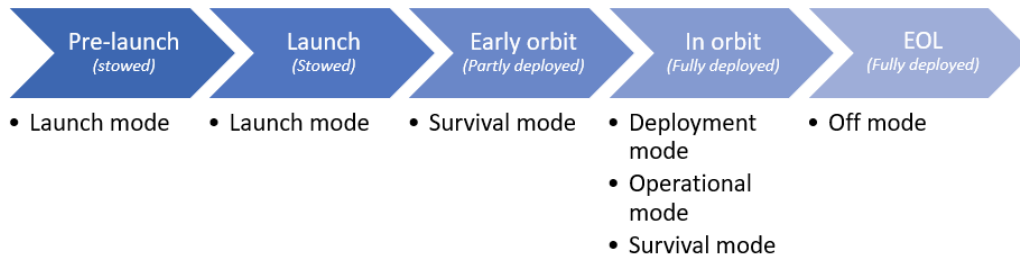 Pre-launch
(stowed)
Launch
(Stowed)
Early orbit
(Partly deployed)
In orbit
(Fully deployed)
EOL
(Fully deployed)
• Launch mode
• Launch mode
• Survival mode
• Deployment
mode
• Operational
mode
• Survival mode
• Off mode